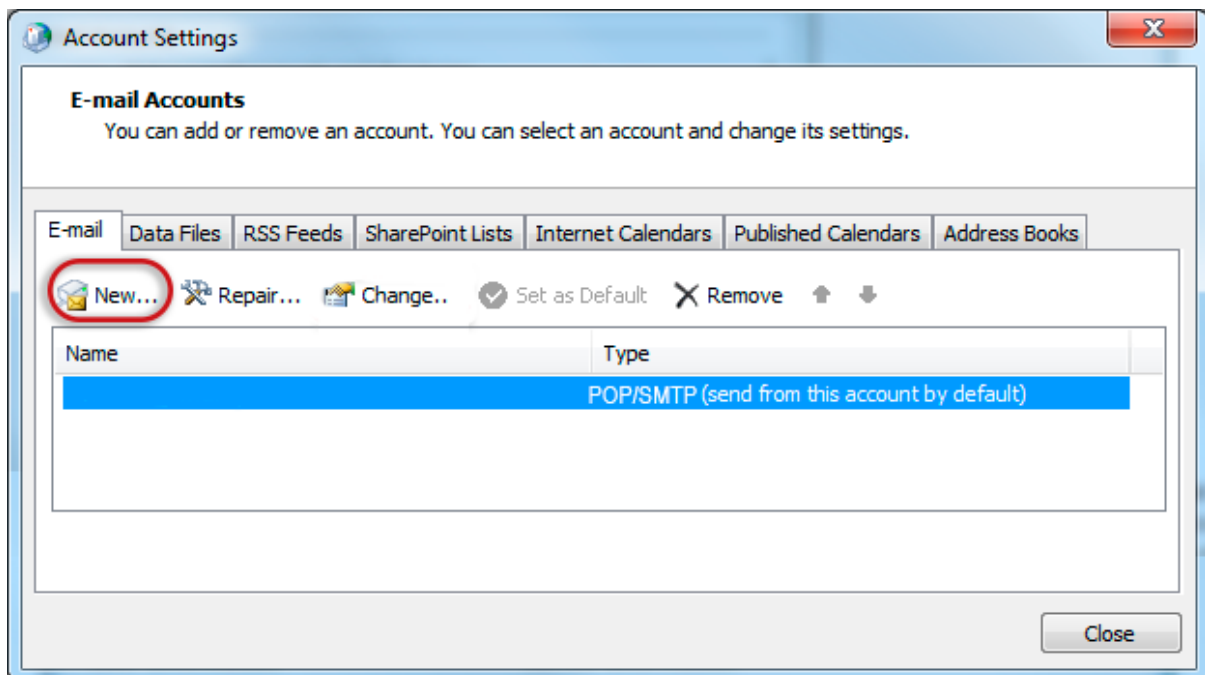 Account Settings
E-mail Accounts
You can add or remove an account. You can select an account and change its settings.
E-mail Data Files RSS Feeds SharePoint Lists Internet Calendars Published Calendars Address Books
New... Repair... Change.. Set as Default Remove
Name Type
POP/SMTP (send from this account by default)
Close